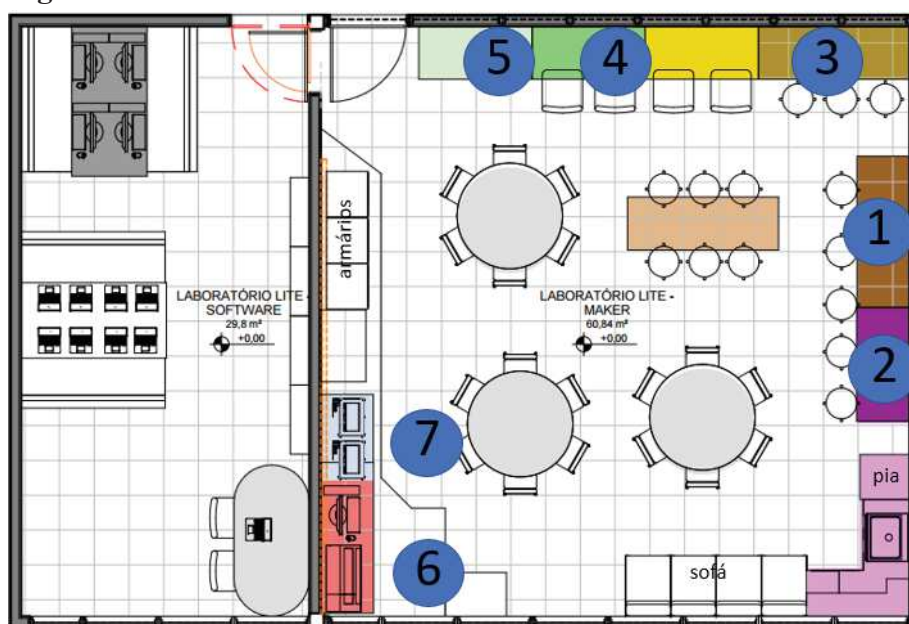 5
4
3
armários
1
LABORATÓRIO LITE -
SOFTWARE
29,8 m²
+0,00
LABORATÓRIO LITE -
MAKER
60,84 m²
+0,00
2
7
pia
6
sofá